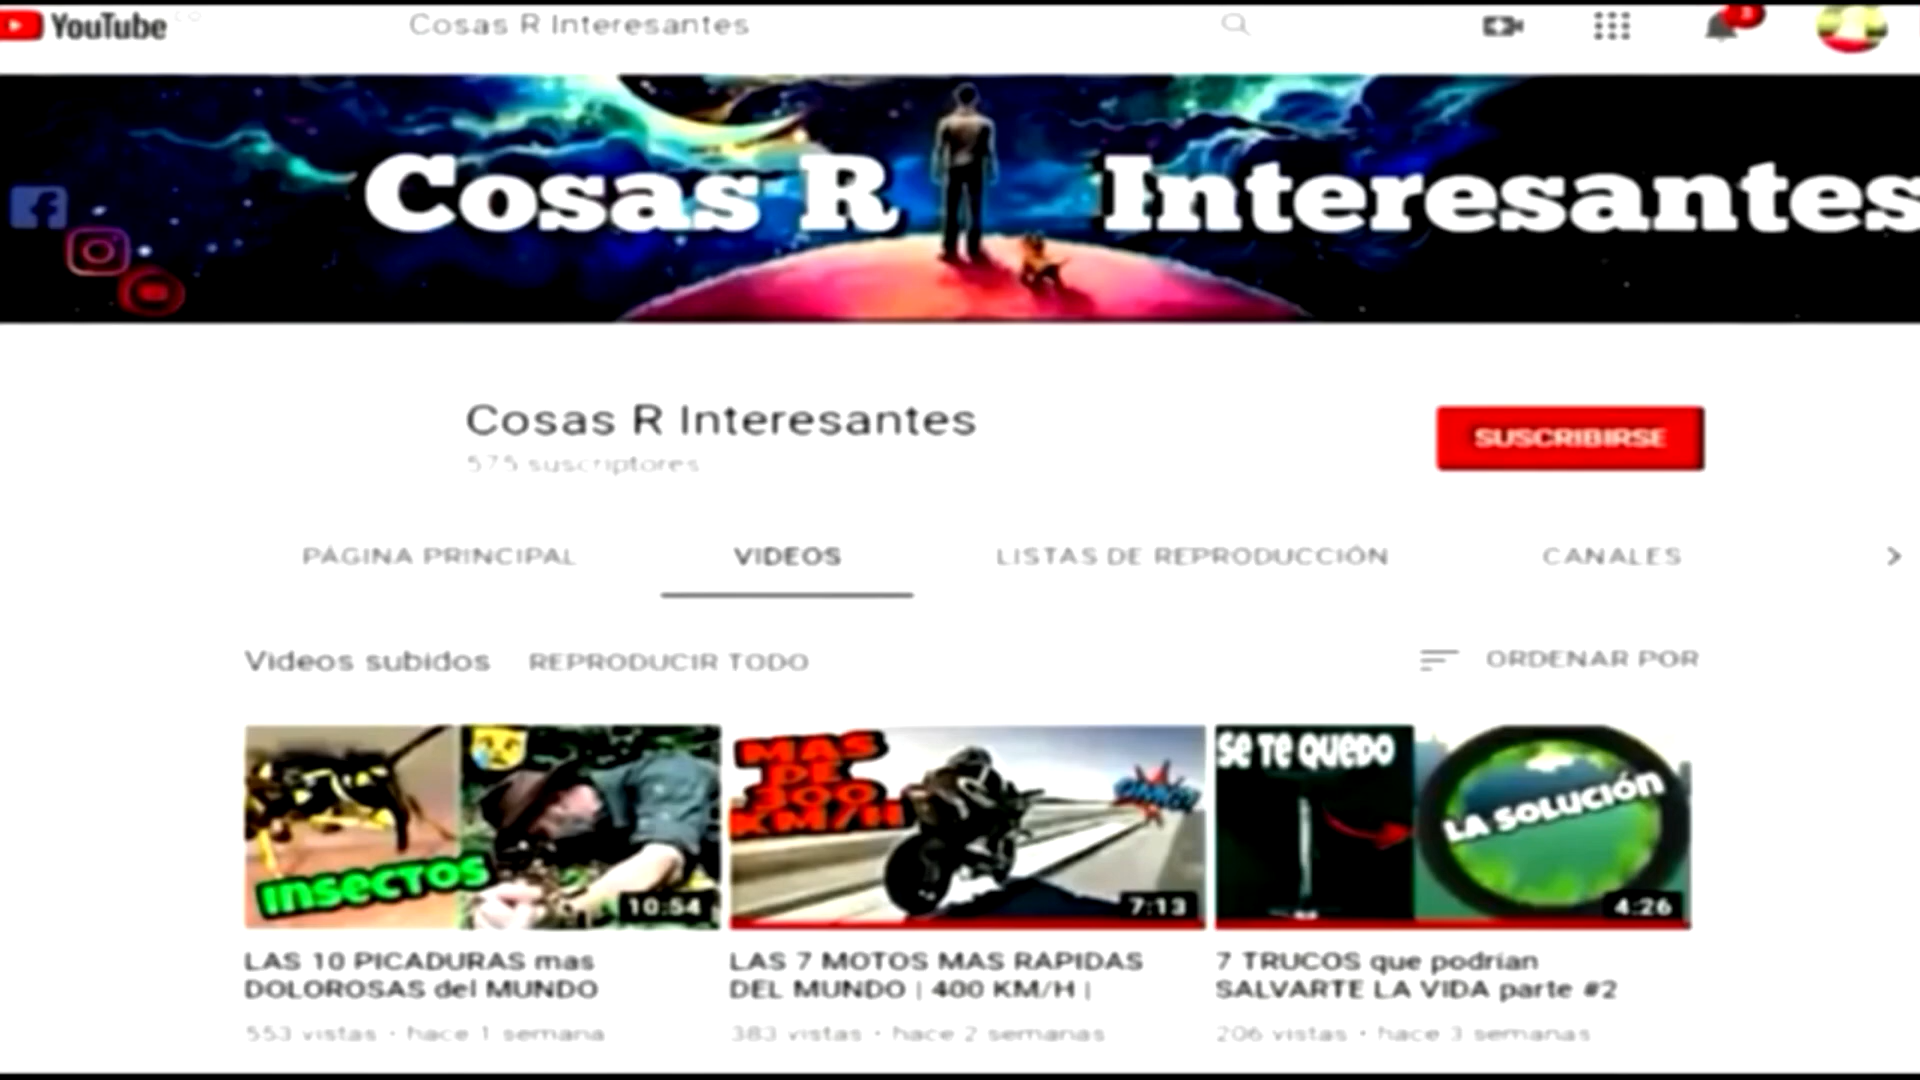 YouTube CO
Cosas R Interesantes
3
Cosas R Interesantes
Cosas R Interesantes
575 suscriptores
SUSCRIBIRSE
PÁGINA PRINCIPAL
VIDEOS
LISTAS DE REPRODUCCIÓN
CANALES
Videos subidos
REPRODUCIR TODO
ORDENAR POR
INSECTOS
10:54
MAS
DE
300
KM/H
OMG!
7:13
SE TE QUEDO
LA SOLUCIÓN
4:26
LAS 10 PICADURAS mas
DOLOROSAS del MUNDO
553 vistas · hace 1 semana
LAS 7 MOTOS MAS RAPIDAS
DEL MUNDO | 400 KM/H |
383 vistas · hace 2 semanas
7 TRUCOS que podrian
SALVARTE LA VIDA parte #2
206 vistas · hace 3 semanas